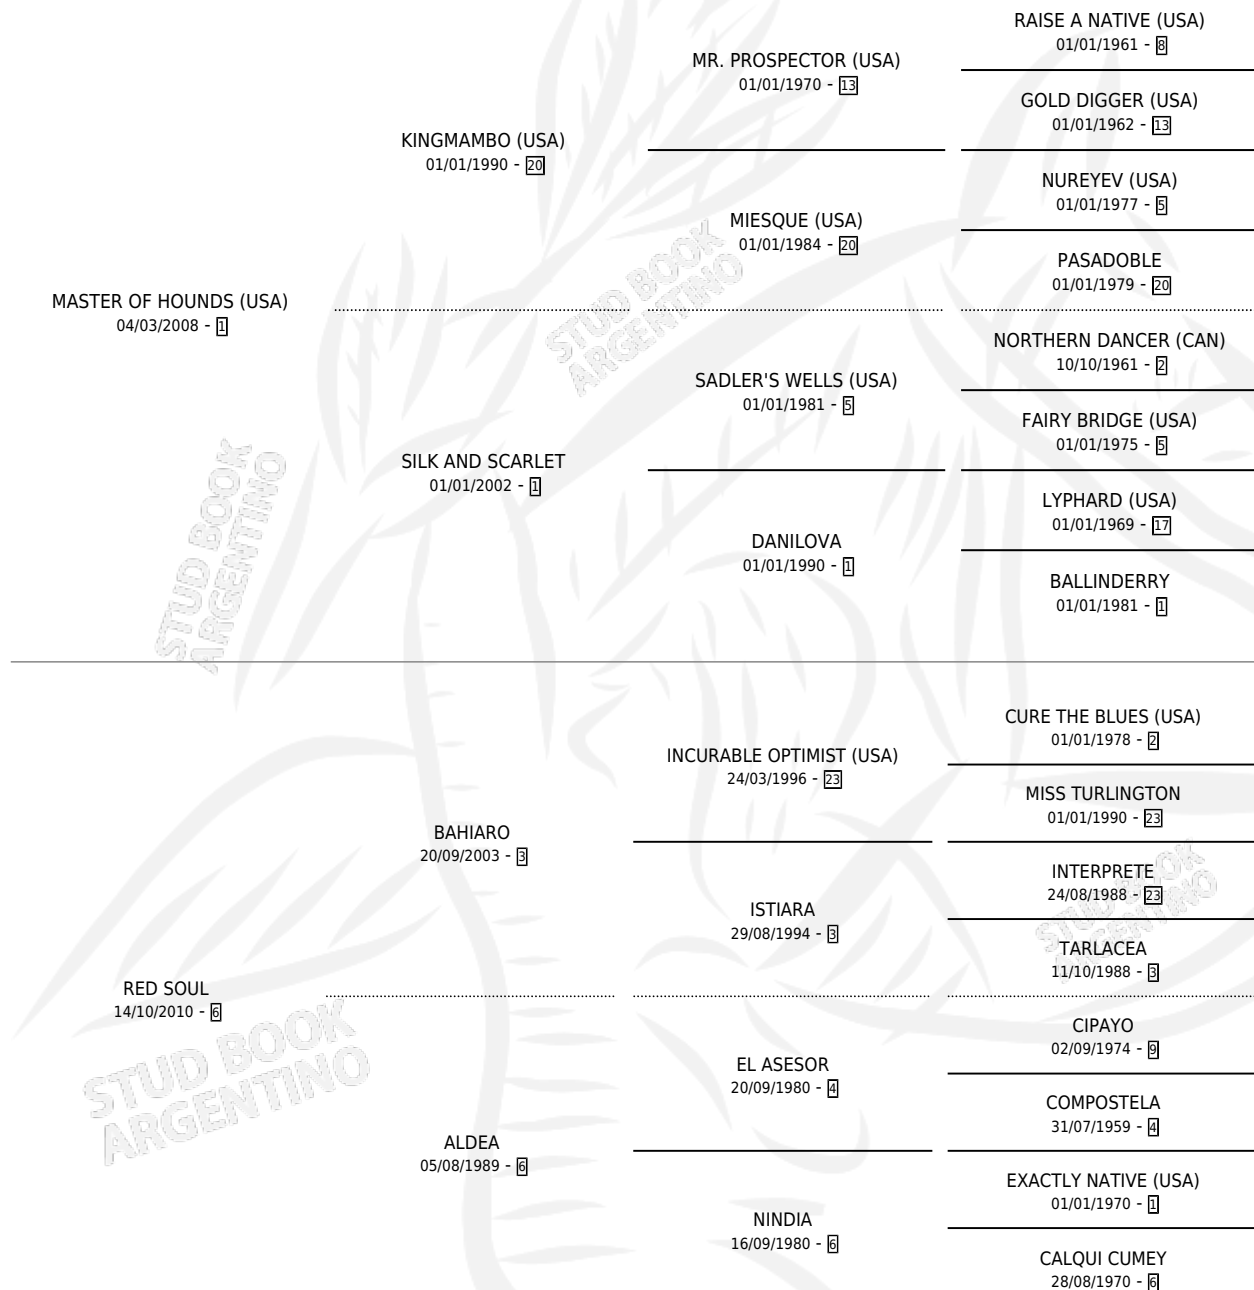 RAISE A NATIVE (USA)
01/01/1961 - 8
MR. PROSPECTOR (USA)
01/01/1970 - 13
GOLD DIGGER (USA)
01/01/1962 - 13
KINGMAMBO (USA)
01/01/1990 - 20
NUREYEV (USA)
01/01/1977 - 5
MIESQUE (USA)
01/01/1984 - 20
PASADOBLE
01/01/1979 - 20
MASTER OF HOUNDS (USA)
04/03/2008 - 1
NORTHERN DANCER (CAN)
10/10/1961 - 2
SADLER'S WELLS (USA)
01/01/1981 - 5
FAIRY BRIDGE (USA)
01/01/1975 - 5
SILK AND SCARLET
01/01/2002 - 1
LYPHARD (USA)
01/01/1969 - 17
DANILOVA
01/01/1990 - 1
BALLINDERRY
01/01/1981 - 1
CURE THE BLUES (USA)
01/01/1978 - 2
INCURABLE OPTIMIST (USA)
24/03/1996 - 23
MISS TURLINGTON
01/01/1990 - 23
BAHIARO
20/09/2003 - 3
INTERPRETE
24/08/1988 - 23
ISTIARA
29/08/1994 - 3
TARLACEA
11/10/1988 - 3
RED SOUL
14/10/2010 - 6
CIPAYO
02/09/1974 - 9
EL ASESOR
20/09/1980 - 4
COMPOSTELA
31/07/1959 - 4
ALDEA
05/08/1989 - 6
EXACTLY NATIVE (USA)
01/01/1970 - 1
NINDIA
16/09/1980 - 6
CALQUI CUMEY
28/08/1970 - 6
STUD BOOK
ARGENTINO
STUD BOOK
ARGENTINO
STUD BOOK
ARGENTINO
STUD BOOK
ARGENTINO